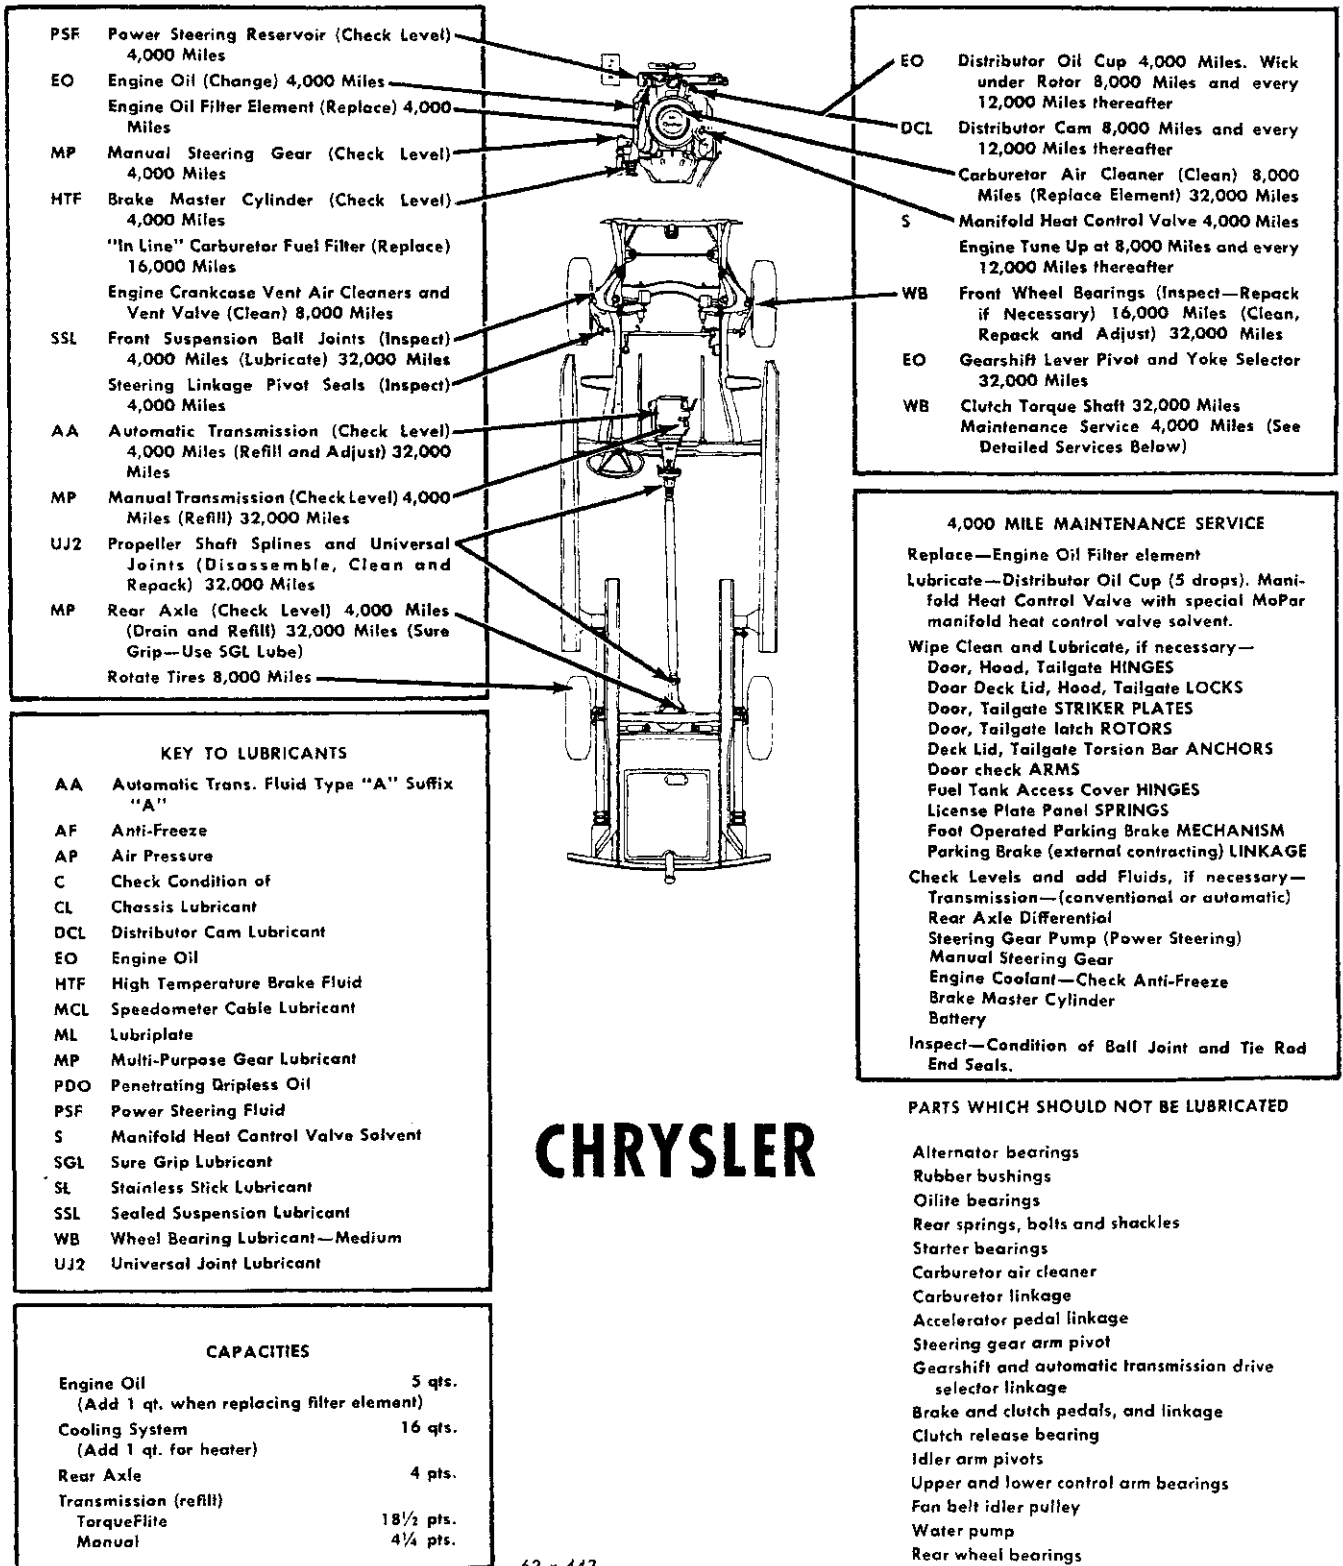 PSF Power Steering Reservoir (Check Level)
4,000 Miles
EO Engine Oil (Change) 4,000 Miles
Engine Oil Filter Element (Replace) 4,000
Miles
MP Manual Steering Gear (Check Level)
4,000 Miles
HTF Brake Master Cylinder (Check Level)
4,000 Miles
"In Line" Carburetor Fuel Filter (Replace)
16,000 Miles
Engine Crankcase Vent Air Cleaners and
Vent Valve (Clean) 8,000 Miles
SSL Front Suspension Ball Joints (Inspect)
4,000 Miles (Lubricate) 32,000 Miles
Steering Linkage Pivot Seals (Inspect)
4,000 Miles
AA Automatic Transmission (Check Level)
4,000 Miles (Refill and Adjust) 32,000
Miles
MP Manual Transmission (Check Level) 4,000
Miles (Refill) 32,000 Miles
UJ2 Propeller Shaft Splines and Universal
Joints (Disassemble, Clean and
Repack) 32,000 Miles
MP Rear Axle (Check Level) 4,000 Miles
(Drain and Refill) 32,000 Miles (Sure
Grip—Use SGL Lube)
Rotate Tires 8,000 Miles
EO Distributor Oil Cup 4,000 Miles. Wick
under Rotor 8,000 Miles and every
12,000 Miles thereafter
DCL Distributor Cam 8,000 Miles and every
12,000 Miles thereafter
Carburetor Air Cleaner (Clean) 8,000
Miles (Replace Element) 32,000 Miles
S Manifold Heat Control Valve 4,000 Miles
Engine Tune Up at 8,000 Miles and every
12,000 Miles thereafter
WB Front Wheel Bearings (Inspect—Repack
if Necessary) 16,000 Miles (Clean,
Repack and Adjust) 32,000 Miles
EO Gearshift Lever Pivot and Yoke Selector
32,000 Miles
WB Clutch Torque Shaft 32,000 Miles
Maintenance Service 4,000 Miles (See
Detailed Services Below)
4,000 MILE MAINTENANCE SERVICE
Replace—Engine Oil Filter element
Lubricate—Distributor Oil Cup (5 drops). Mani-
fold Heat Control Valve with special MoPar
manifold heat control valve solvent.
Wipe Clean and Lubricate, if necessary—
Door, Hood, Tailgate HINGES
Door Deck Lid, Hood, Tailgate LOCKS
Door, Tailgate STRIKER PLATES
Door, Tailgate latch ROTORS
Deck Lid, Tailgate Torsion Bar ANCHORS
Door check ARMS
Fuel Tank Access Cover HINGES
License Plate Panel SPRINGS
Foot Operated Parking Brake MECHANISM
Parking Brake (external contracting) LINKAGE
Check Levels and add Fluids, if necessary—
Transmission—(conventional or automatic)
Rear Axle Differential
Steering Gear Pump (Power Steering)
Manual Steering Gear
Engine Coolant—Check Anti-Freeze
Brake Master Cylinder
Battery
Inspect—Condition of Ball Joint and Tie Rod
End Seals.
KEY TO LUBRICANTS
AA Automatic Trans. Fluid Type "A" Suffix
"A"
AF Anti-Freeze
AP Air Pressure
C Check Condition of
CL Chassis Lubricant
DCL Distributor Cam Lubricant
EO Engine Oil
HTF High Temperature Brake Fluid
MCL Speedometer Cable Lubricant
ML Lubriplate
MP Multi-Purpose Gear Lubricant
PDO Penetrating Dripless Oil
PSF Power Steering Fluid
S Manifold Heat Control Valve Solvent
SGL Sure Grip Lubricant
SL Stainless Stick Lubricant
SSL Sealed Suspension Lubricant
WB Wheel Bearing Lubricant—Medium
UJ2 Universal Joint Lubricant
CHRYSLER
PARTS WHICH SHOULD NOT BE LUBRICATED
Alternator bearings
Rubber bushings
Oilite bearings
Rear springs, bolts and shackles
Starter bearings
Carburetor air cleaner
Carburetor linkage
Accelerator pedal linkage
Steering gear arm pivot
Gearshift and automatic transmission drive
selector linkage
Brake and clutch pedals, and linkage
Clutch release bearing
Idler arm pivots
Upper and lower control arm bearings
Fan belt idler pulley
Water pump
Rear wheel bearings
CAPACITIES
Engine Oil 5 qts.
(Add 1 qt. when replacing filter element)
Cooling System 16 qts.
(Add 1 qt. for heater)
Rear Axle 4 pts.
Transmission (refill)
TorqueFlite 18½ pts.
Manual 4¼ pts.